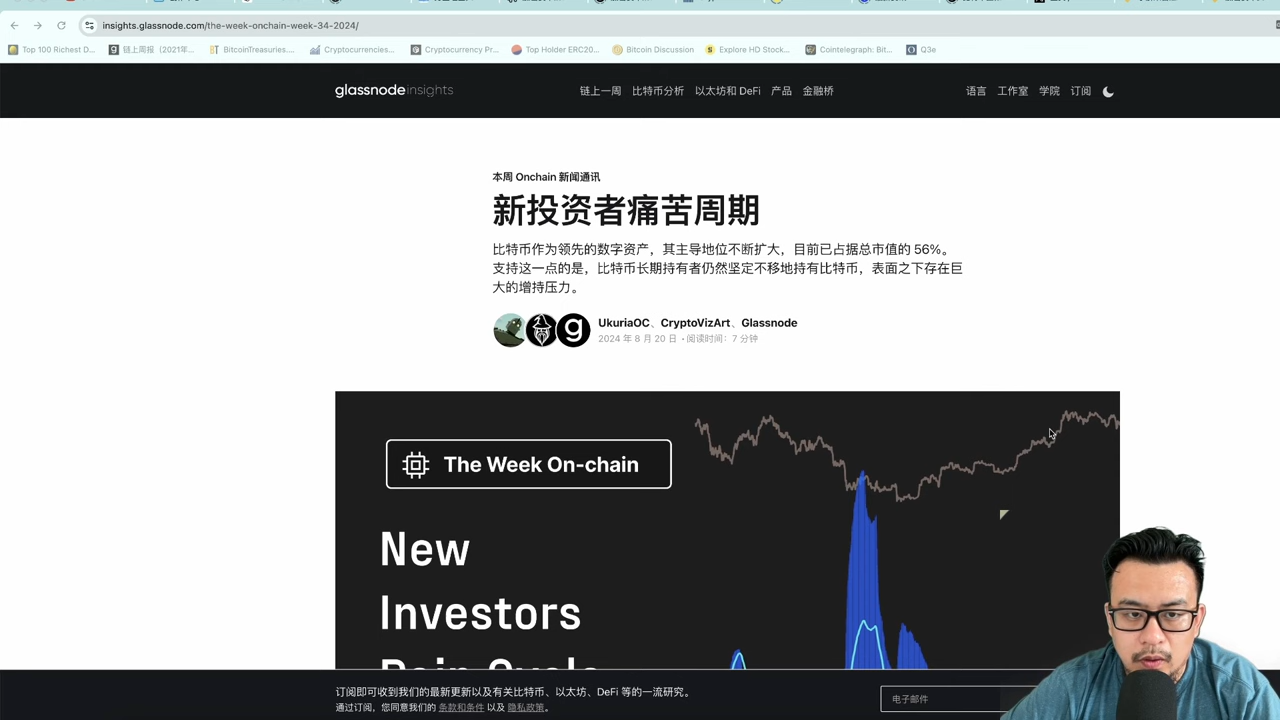 insights.glassnode.com/the-week-onchain-week-34-2024/
Top 100 Richest D...
链上周报（2021年...
BitcoinTreasuries....
Cryptocurrencies...
Cryptocurrency Pr...
Top Holder ERC20...
Bitcoin Discussion
Explore HD Stock...
Cointelegraph: Bit...
Q3e
glassnodeinsights
链上一周 比特币分析 以太坊和 DeFi 产品 金融桥
语言 工作室 学院 订阅
本周 Onchain 新闻通讯
新投资者痛苦周期
比特币作为领先的数字资产，其主导地位不断扩大，目前已占据总市值的 56%。
支持这一点的是，比特币长期持有者仍然坚定不移地持有比特币，表面之下存在巨
大的增持压力。
UkuriaOC、CryptoVizArt、Glassnode
2024 年 8 月 20 日 • 阅读时间：7 分钟
The Week On-chain
New
Investors
Pain Cycle
订阅即可收到我们的最新更新以及有关比特币、以太坊、DeFi 等的一流研究。
通过订阅，您同意我们的 条款和条件 以及 隐私政策。
电子邮件